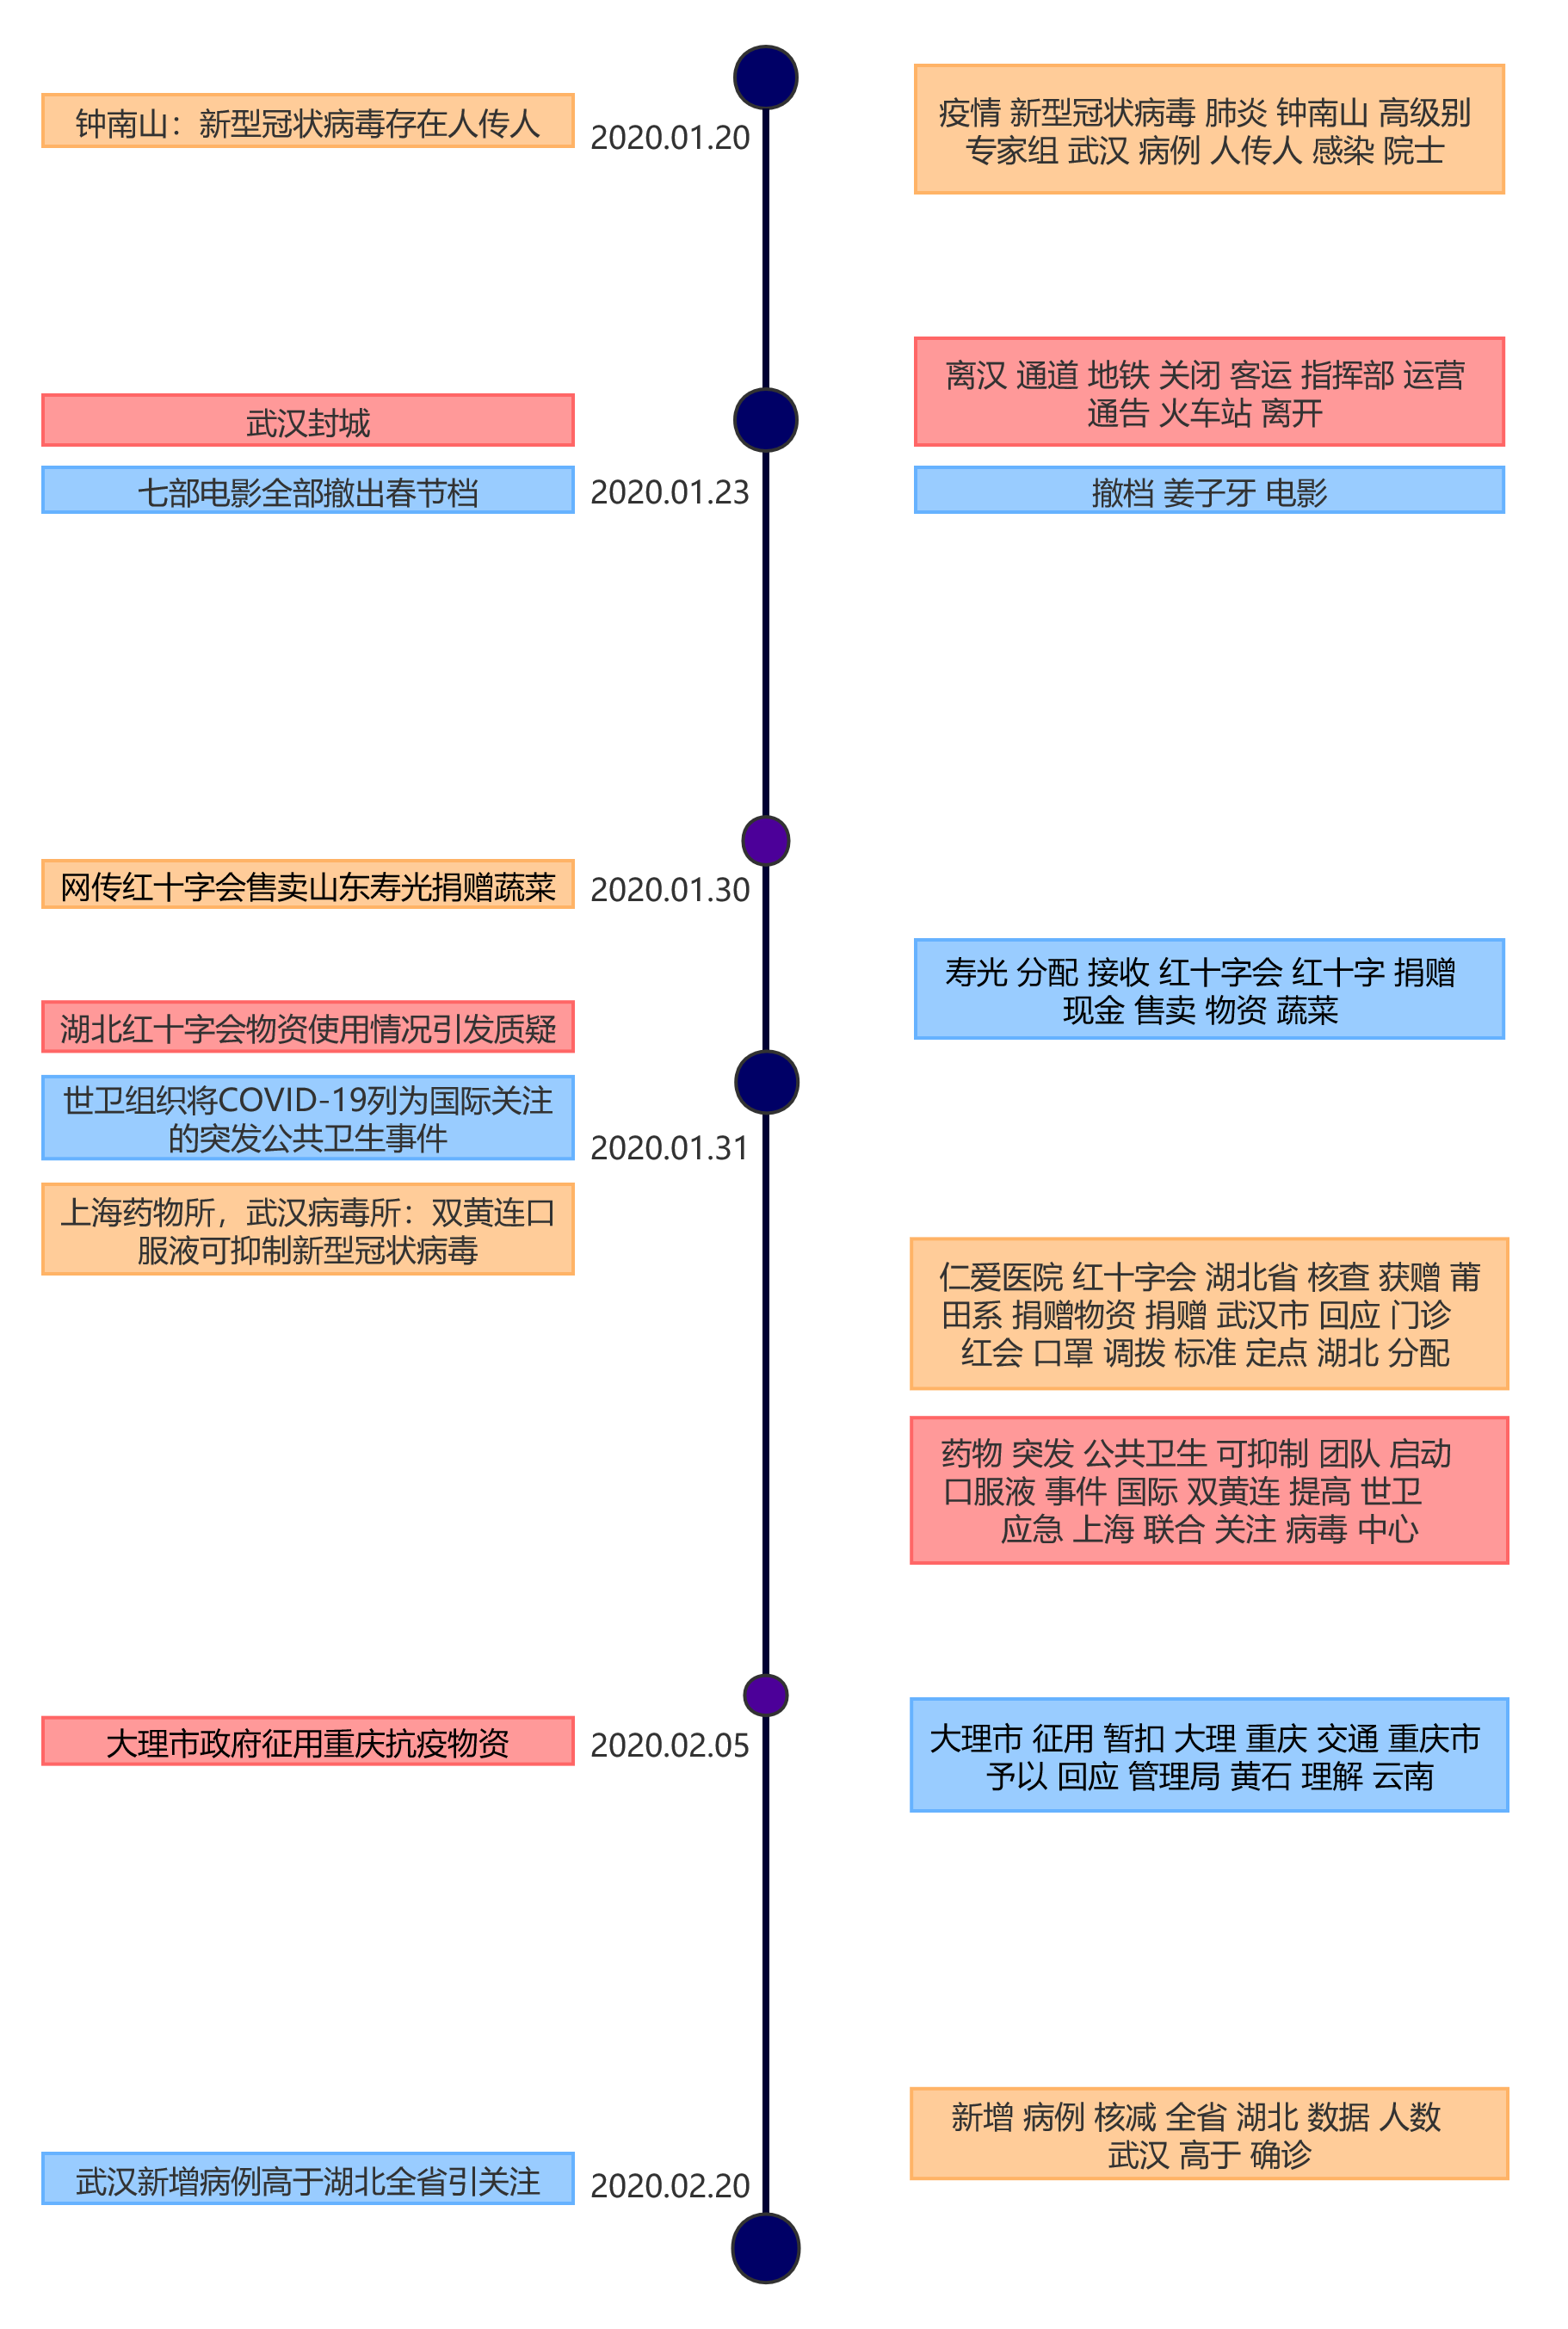 钟南山：新型冠状病毒存在人传人
2020.01.20
疫情 新型冠状病毒 肺炎 钟南山 高级别
专家组 武汉 病例 人传人 感染 院士
武汉封城
七部电影全部撤出春节档
2020.01.23
离汉 通道 地铁 关闭 客运 指挥部 运营
通告 火车站 离开
撤档 姜子牙 电影
网传红十字会售卖山东寿光捐赠蔬菜
2020.01.30
寿光 分配 接收 红十字会 红十字 捐赠
现金 售卖 物资 蔬菜
湖北红十字会物资使用情况引发质疑
世卫组织将COVID-19列为国际关注
的突发公共卫生事件
2020.01.31
上海药物所，武汉病毒所：双黄连口
服液可抑制新型冠状病毒
仁爱医院 红十字会 湖北省 核查 获赠 莆
田系 捐赠物资 捐赠 武汉市 回应 门诊
红会 口罩 调拨 标准 定点 湖北 分配
药物 突发 公共卫生 可抑制 团队 启动
口服液 事件 国际 双黄连 提高 世卫
应急 上海 联合 关注 病毒 中心
大理市政府征用重庆抗疫物资
2020.02.05
大理市 征用 暂扣 大理 重庆 交通 重庆市
予以 回应 管理局 黄石 理解 云南
新增 病例 核减 全省 湖北 数据 人数
武汉 高于 确诊
武汉新增病例高于湖北全省引关注
2020.02.20